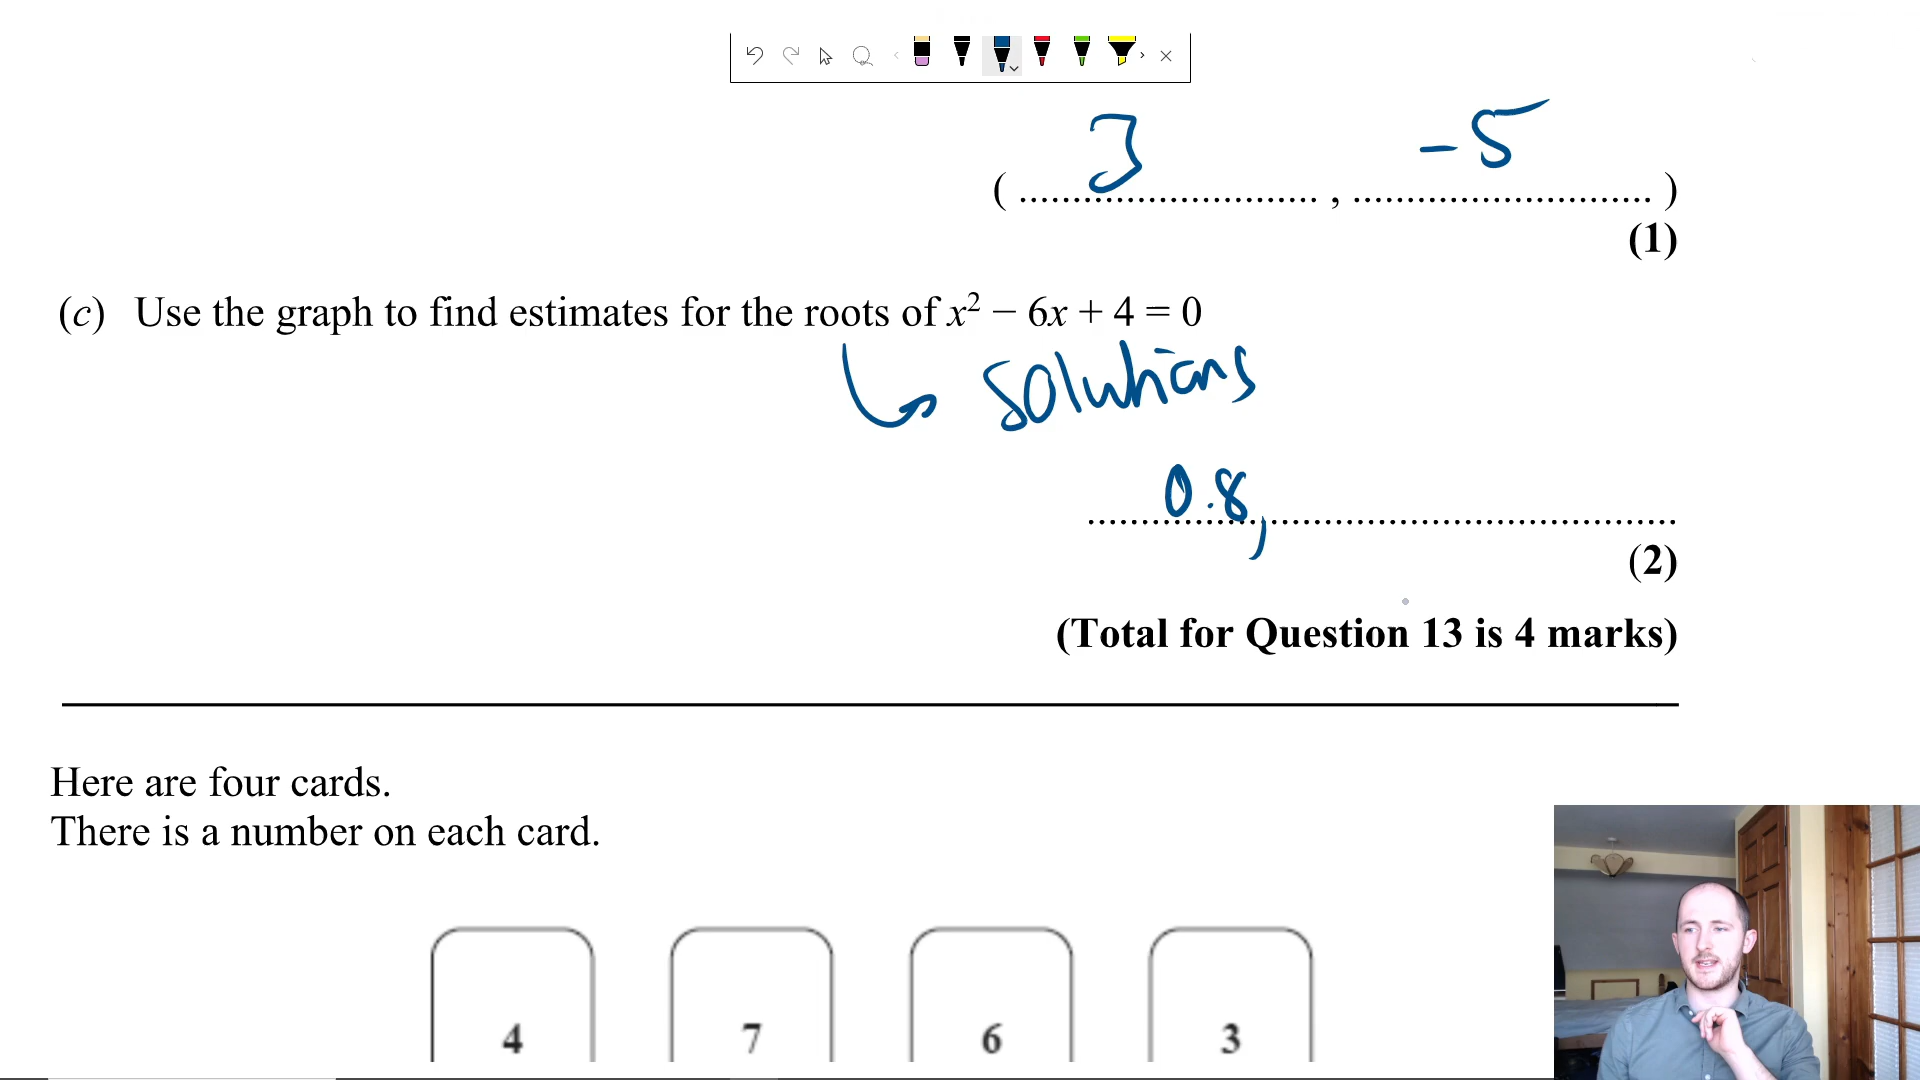 3 -5
( .............................. , .............................. )
(1)
(c) Use the graph to find estimates for the roots of x² − 6x + 4 = 0
solutions
0.8,
............................................................
(2)
(Total for Question 13 is 4 marks)
Here are four cards.
There is a number on each card.
4 7 6 3